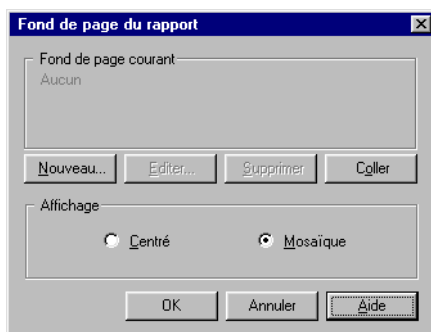 Fond de page du rapport
Fond de page courant
Aucun
Nouveau... Editer... Supprimer Coller
Affichage
Centré Mosaïque
OK Annuler Aide